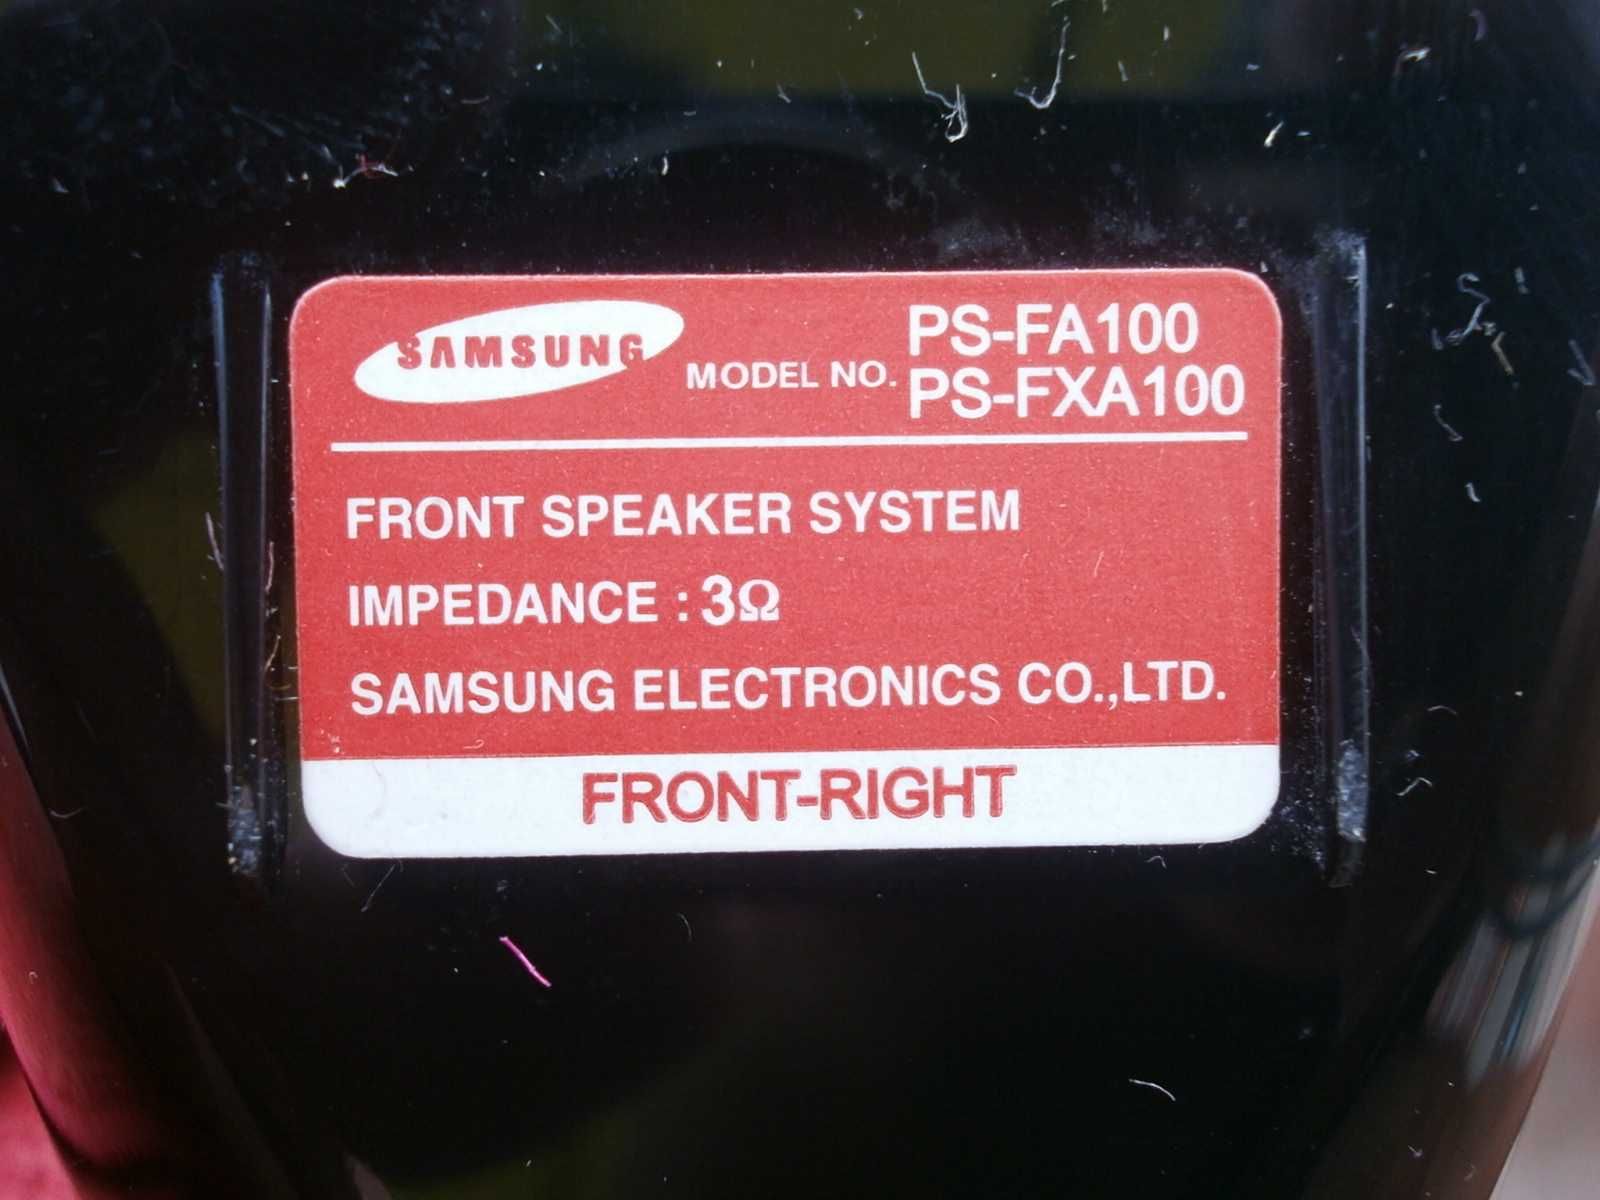 SAMSUNG MODEL NO. PS-FA100
PS-FXA100
FRONT SPEAKER SYSTEM
IMPEDANCE : 3Ω
SAMSUNG ELECTRONICS CO.,LTD.
FRONT-RIGHT